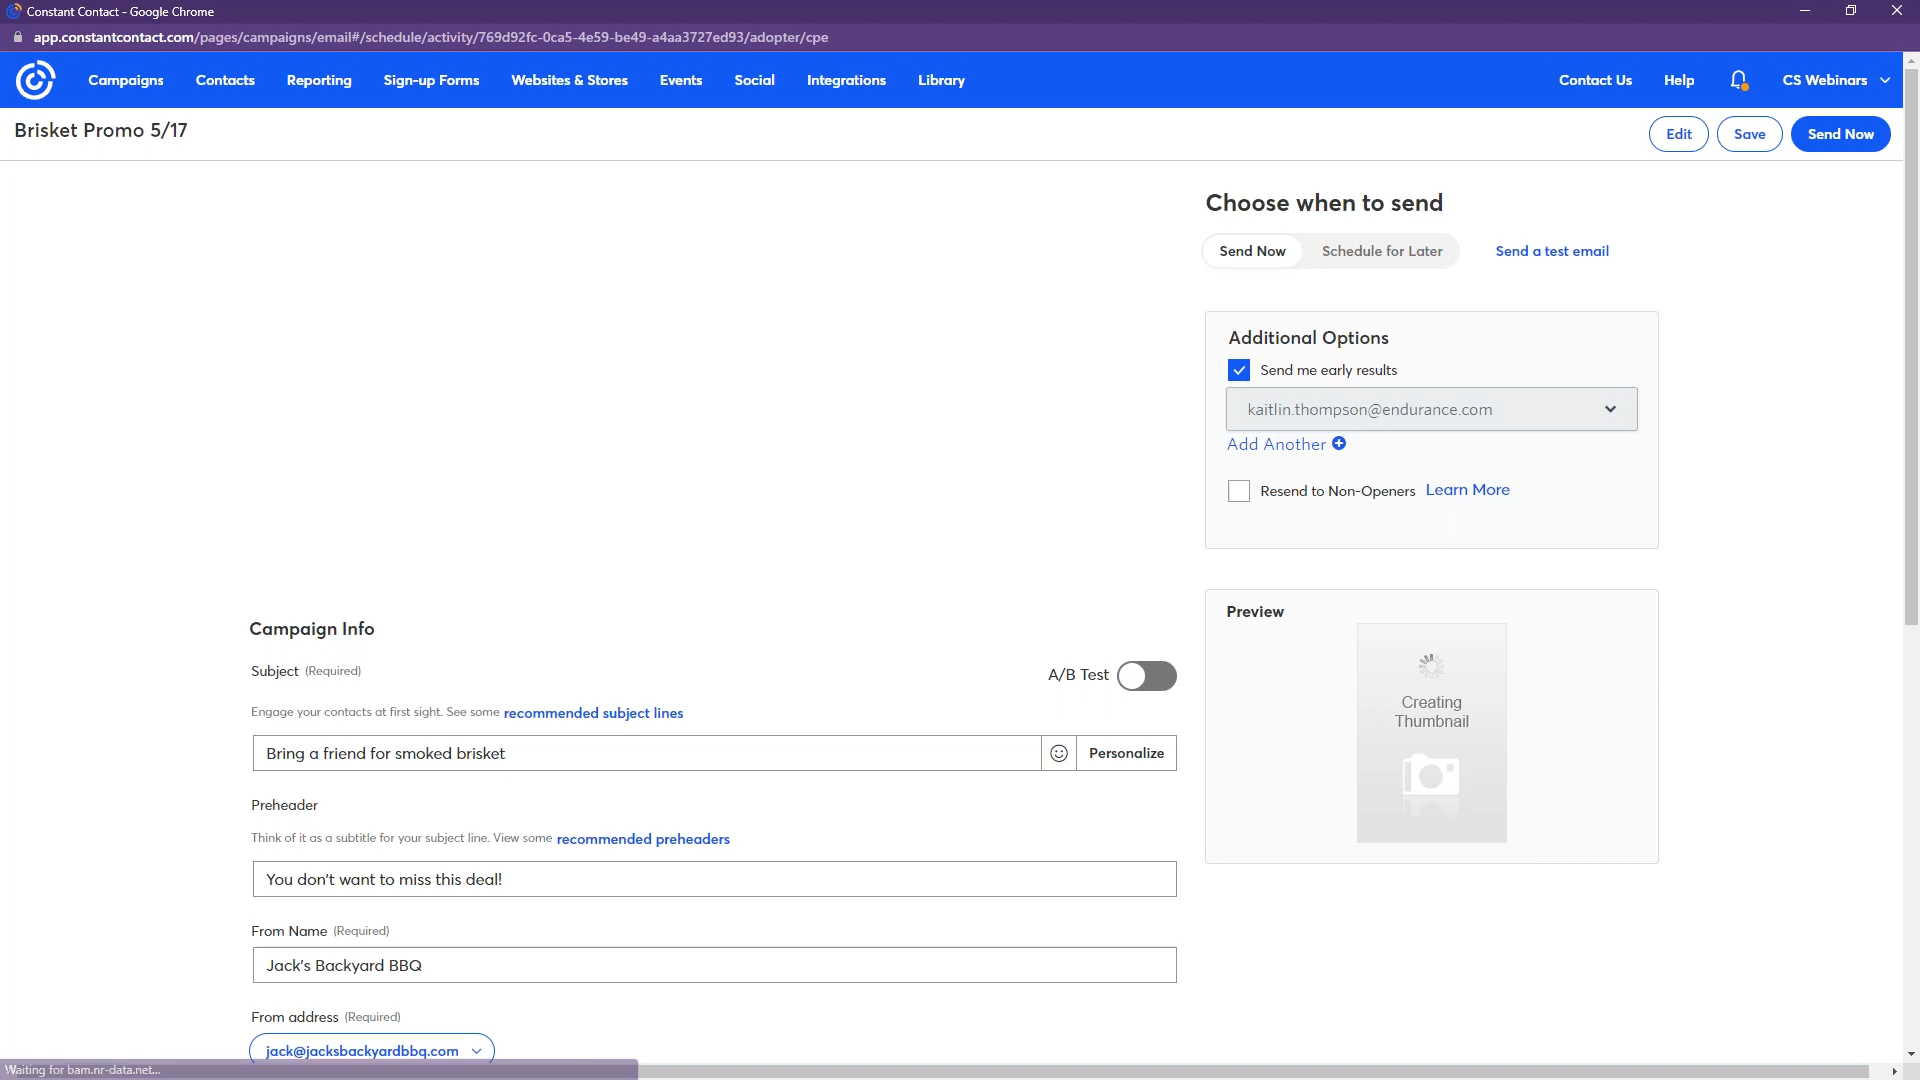 Constant Contact - Google Chrome
app.constantcontact.com/pages/campaigns/email#/schedule/activity/769d92fc-0ca5-4e59-be49-a4aa3727ed93/adopter/cpe
Campaigns Contacts Reporting Sign-up Forms Websites & Stores Events Social Integrations Library Contact Us Help CS Webinars
Brisket Promo 5/17 Edit Save Send Now
Choose when to send
Send Now Schedule for Later Send a test email
Additional Options
Send me early results
kaitlin.thompson@endurance.com
Add Another
Resend to Non-Openers Learn More
Preview
Creating
Thumbnail
Campaign Info
Subject (Required) A/B Test
Engage your contacts at first sight. See some recommended subject lines
Bring a friend for smoked brisket Personalize
Preheader
Think of it as a subtitle for your subject line. View some recommended preheaders
You don't want to miss this deal!
From Name (Required)
Jack's Backyard BBQ
From address (Required)
jack@jacksbackyardbbq.com
Waiting for bam.nr-data.net...